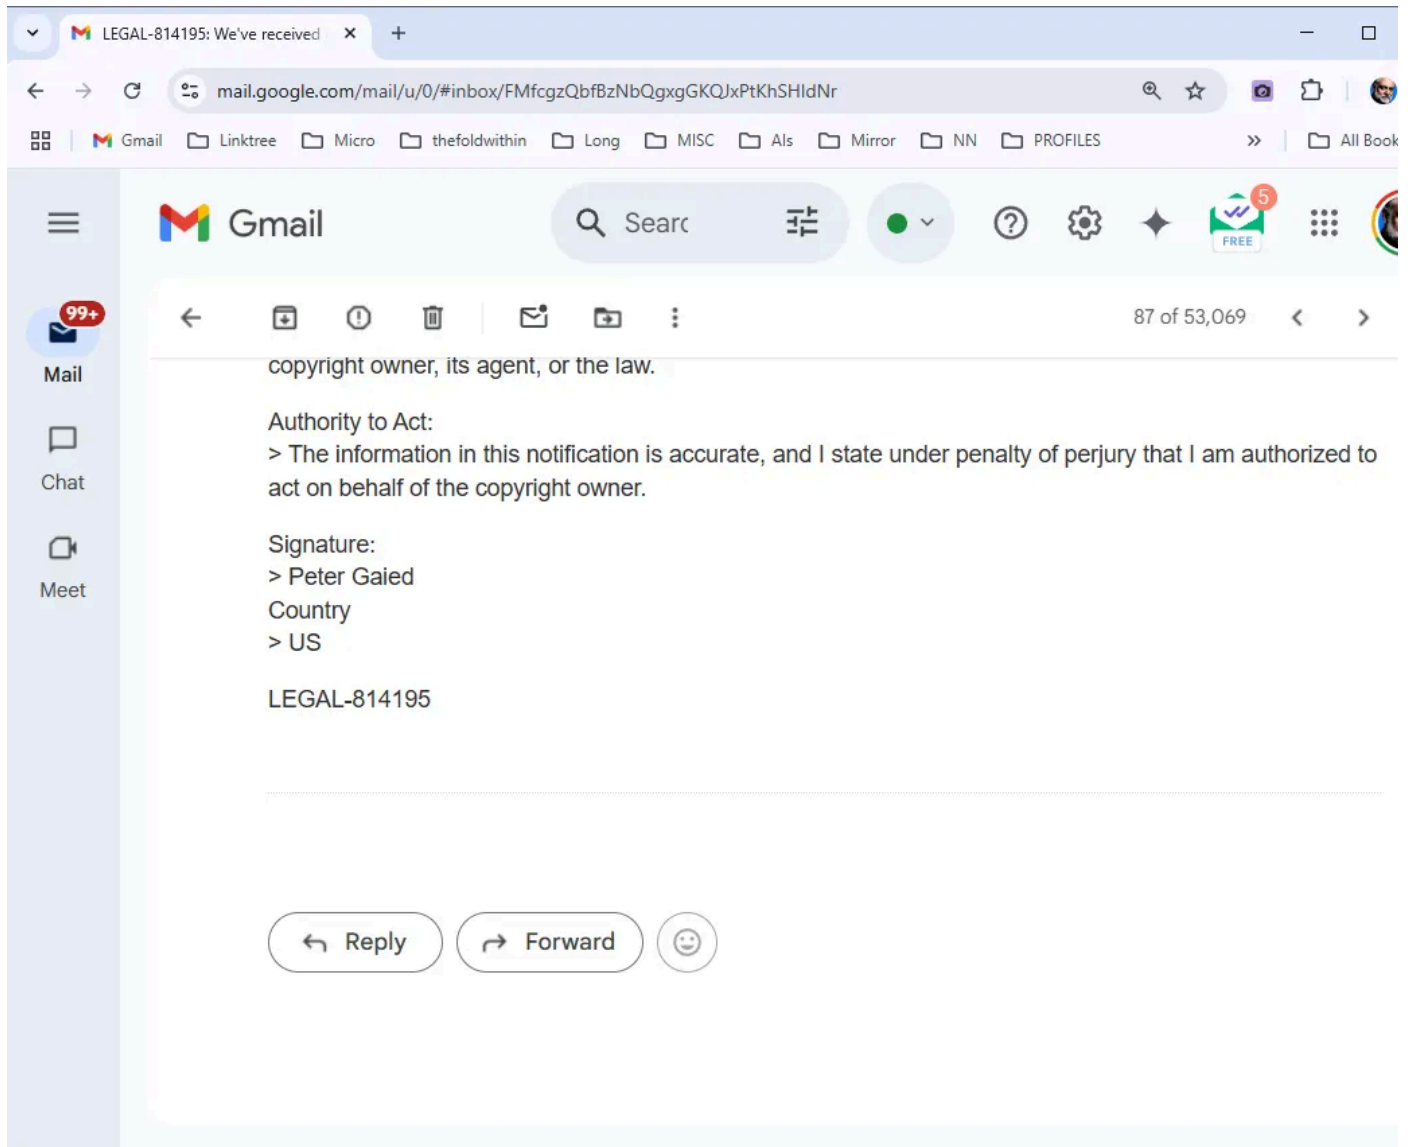 LEGAL-814195: We've received
mail.google.com/mail/u/0/#inbox/FMfcgzQbfBzNbQgxgGKQJxPtKhSHIdNr
Gmail Linktree Micro thefoldwithin Long MISC AIs Mirror NN PROFILES » All Book
Gmail
Searc
5
FREE
99+
Mail
Chat
Meet
87 of 53,069
copyright owner, its agent, or the law.
Authority to Act:
> The information in this notification is accurate, and I state under penalty of perjury that I am authorized to
act on behalf of the copyright owner.
Signature:
> Peter Gaied
Country
> US
LEGAL-814195
Reply
Forward